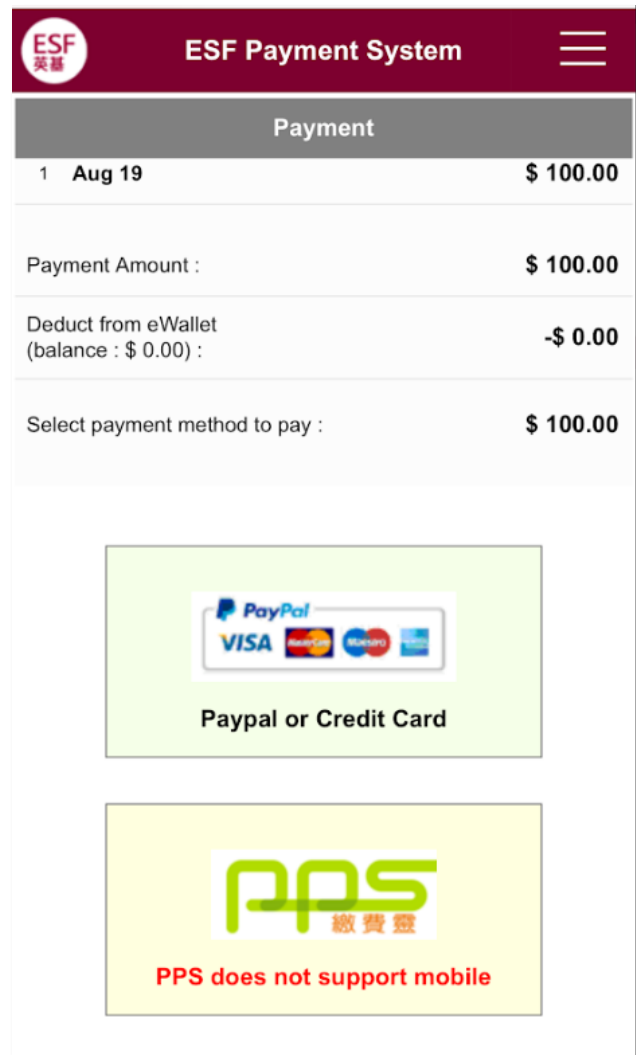 ESF
英基
ESF Payment System
Payment
1 Aug 19 $ 100.00
Payment Amount : $ 100.00
Deduct from eWallet
(balance : $ 0.00) : -$ 0.00
Select payment method to pay : $ 100.00
PayPal
VISA MasterCard Maestro
Paypal or Credit Card
pps
繳費靈
PPS does not support mobile